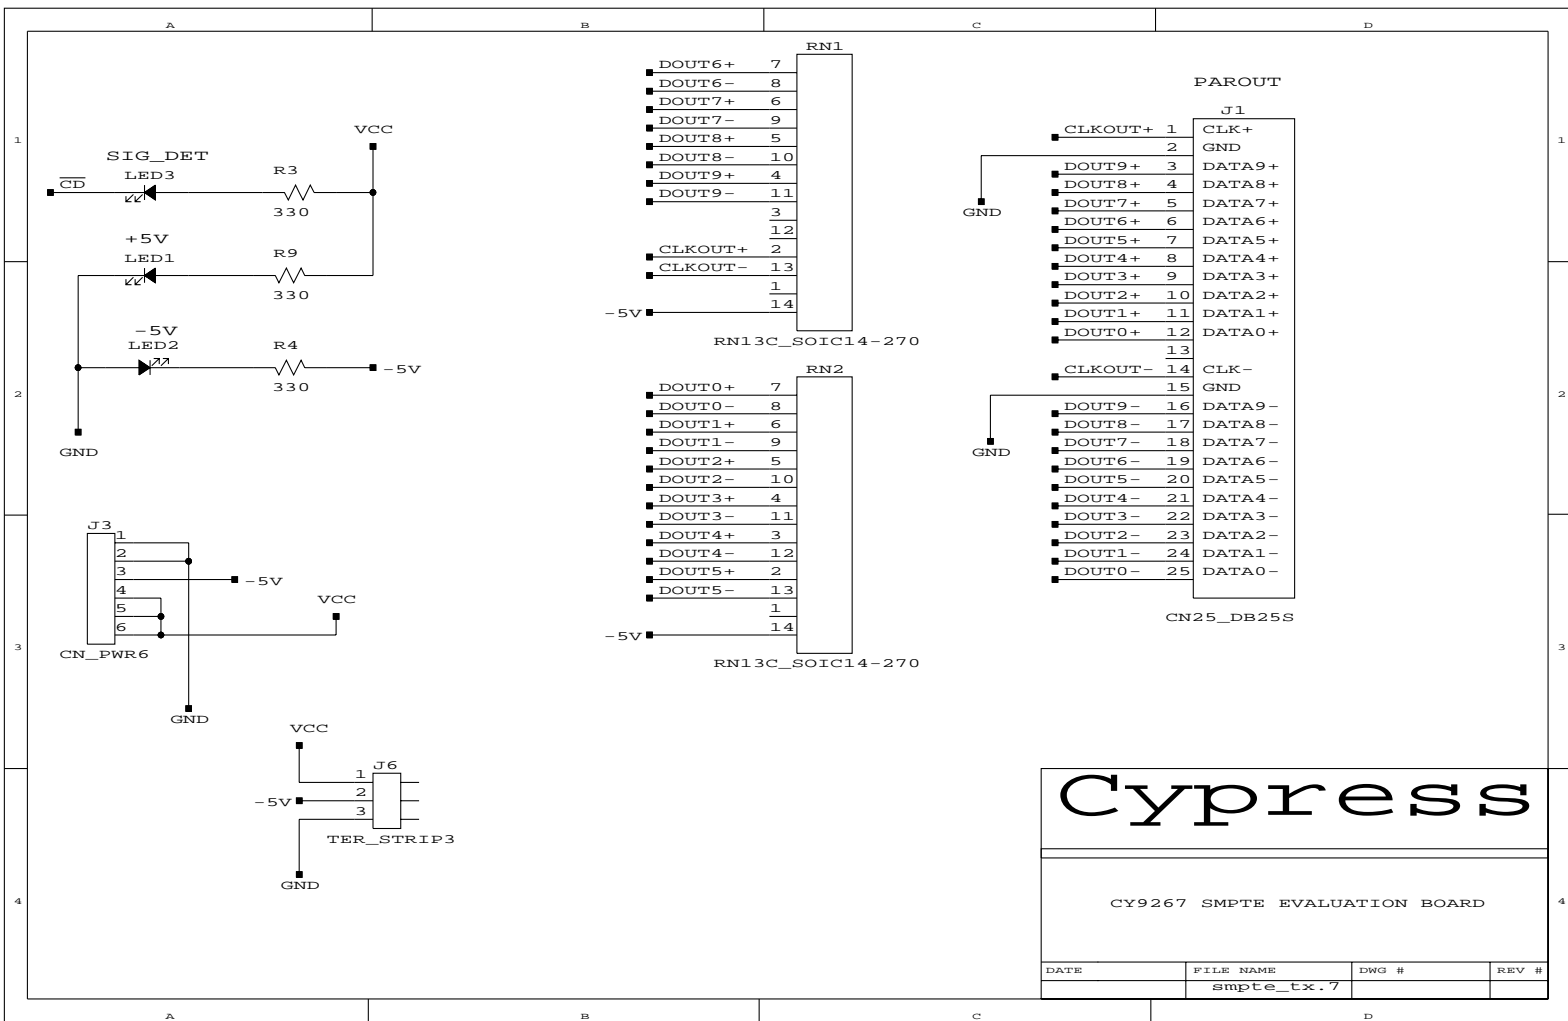 A B C D
1
2
3
4
1
2
3
4
SIG_DET
CD
LED3
R3
330
VCC
+5V
LED1
R9
330
-5V
LED2
R4
330
-5V
GND
J3
1
2
3
4
5
6
-5V
VCC
CN_PWR6
GND
VCC
J6
1
2
3
-5V
TER_STRIP3
GND
RN1
DOUT6+ 7
DOUT6- 8
DOUT7+ 6
DOUT7- 9
DOUT8+ 5
DOUT8- 10
DOUT9+ 4
DOUT9- 11
3
12
CLKOUT+ 2
CLKOUT- 13
1
-5V 14
RN13C_SOIC14-270
RN2
DOUT0+ 7
DOUT0- 8
DOUT1+ 6
DOUT1- 9
DOUT2+ 5
DOUT2- 10
DOUT3+ 4
DOUT3- 11
DOUT4+ 3
DOUT4- 12
DOUT5+ 2
DOUT5- 13
1
-5V 14
RN13C_SOIC14-270
PAROUT
J1
CLKOUT+ 1 CLK+
2 GND
GND
DOUT9+ 3 DATA9+
DOUT8+ 4 DATA8+
DOUT7+ 5 DATA7+
DOUT6+ 6 DATA6+
DOUT5+ 7 DATA5+
DOUT4+ 8 DATA4+
DOUT3+ 9 DATA3+
DOUT2+ 10 DATA2+
DOUT1+ 11 DATA1+
DOUT0+ 12 DATA0+
13
CLKOUT- 14 CLK-
15 GND
GND
DOUT9- 16 DATA9-
DOUT8- 17 DATA8-
DOUT7- 18 DATA7-
DOUT6- 19 DATA6-
DOUT5- 20 DATA5-
DOUT4- 21 DATA4-
DOUT3- 22 DATA3-
DOUT2- 23 DATA2-
DOUT1- 24 DATA1-
DOUT0- 25 DATA0-
CN25_DB25S
Cypress
CY9267 SMPTE EVALUATION BOARD
DATE FILE NAME DWG # REV #
smpte_tx.7
A B C D